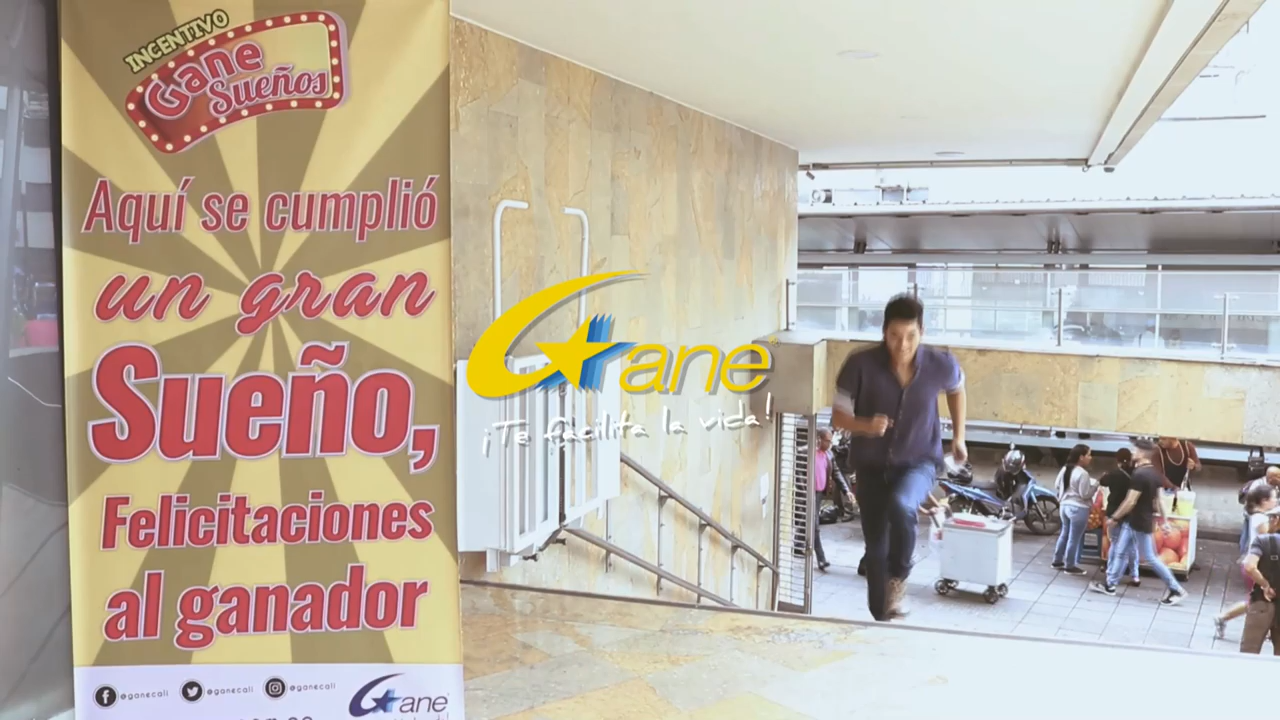 INCENTIVO
Gane
Sueños
Aquí se cumplió
un gran
Sueño,
Felicitaciones
al ganador
@ganecali
@ganecali
@ganecali
Gane
Gane
¡Te facilita la vida!